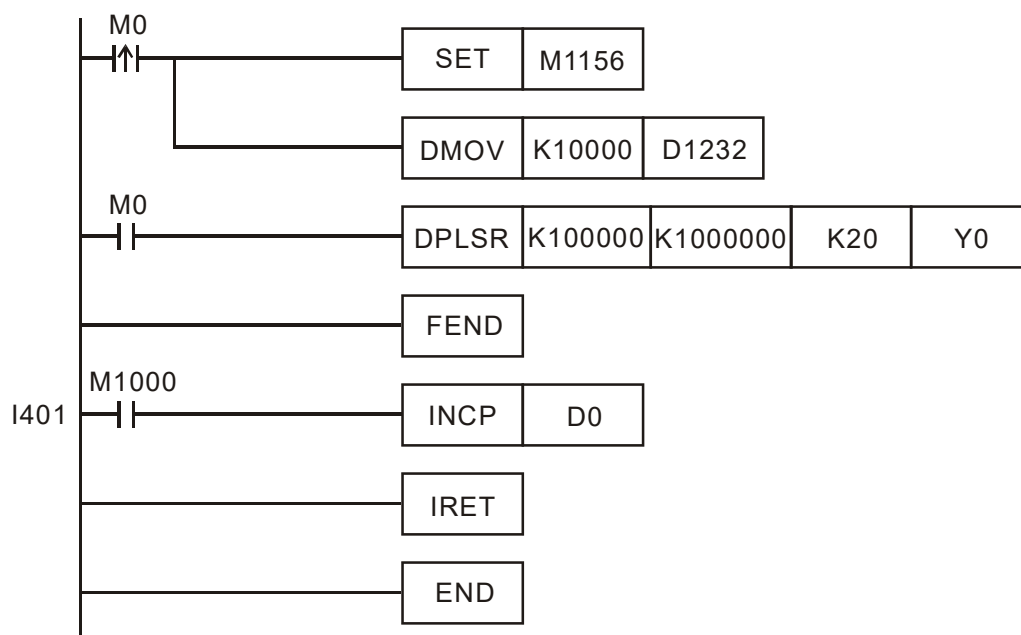 M0
SET M1156
DMOV K10000 D1232
M0
DPLSR K100000 K1000000 K20 Y0
FEND
M1000
I401 INCP D0
IRET
END